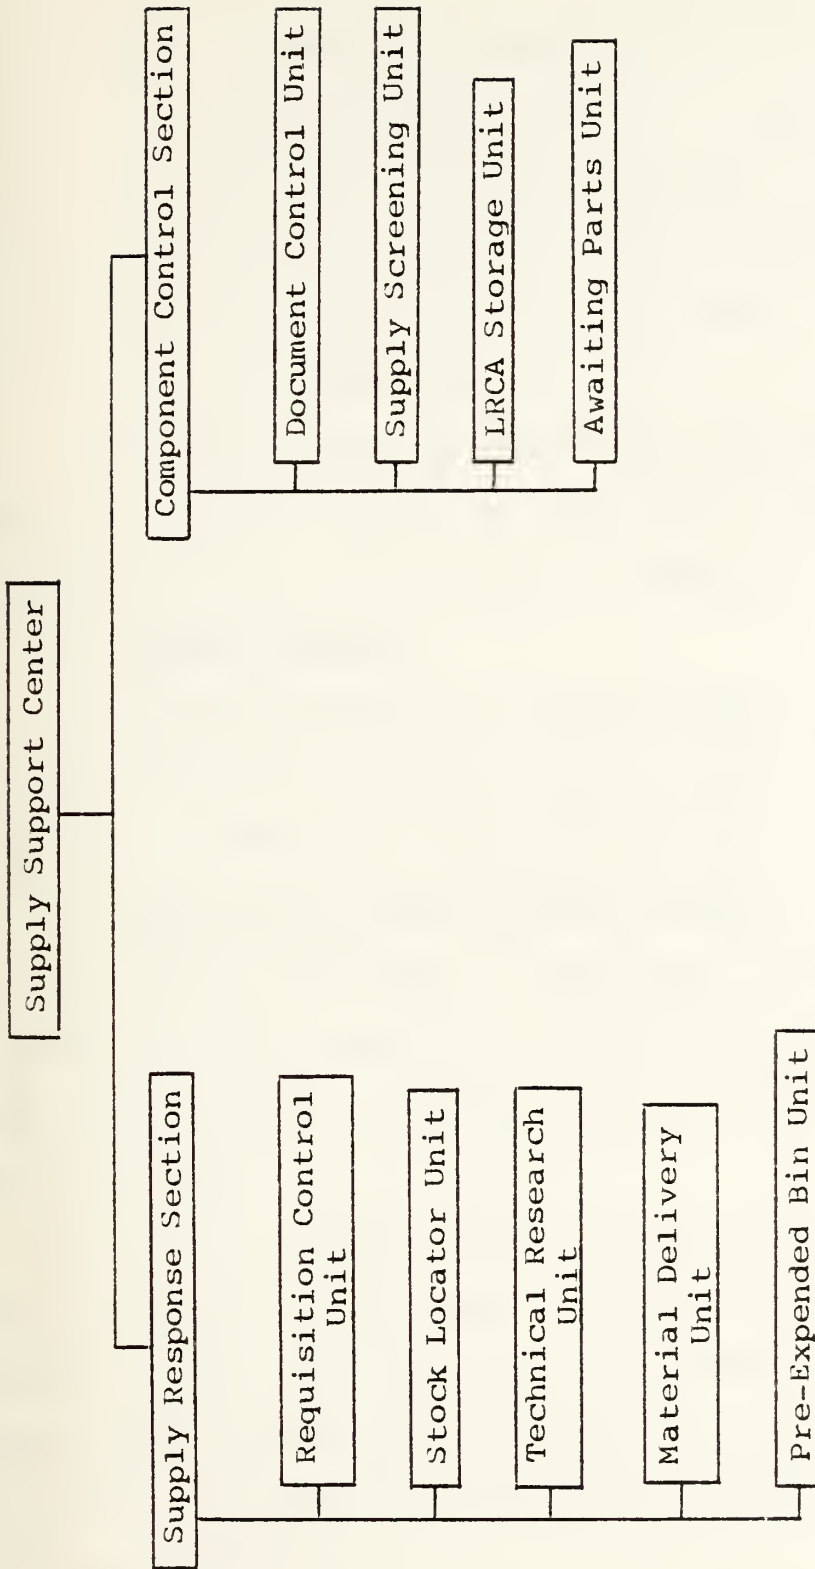 Supply Support Center
Supply Response Section
Requisition Control
Unit
Stock Locator Unit
Technical Research
Unit
Material Delivery
Unit
Pre-Expended Bin Unit
Component Control Section
Document Control Unit
Supply Screening Unit
LRCA Storage Unit
Awaiting Parts Unit